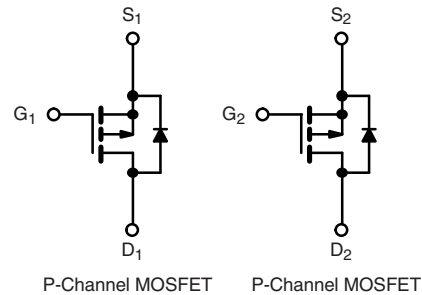 S1 S2
G1 G2
D1 D2
P-Channel MOSFET P-Channel MOSFET